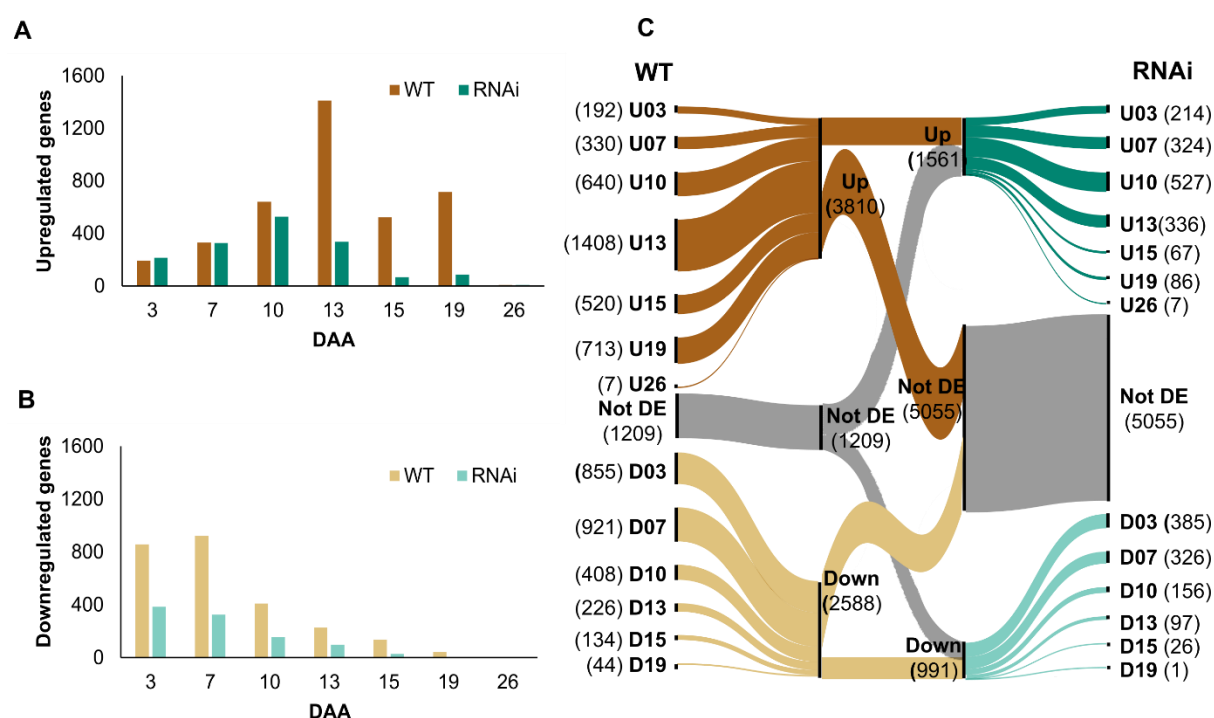 A
Upregulated genes
1600
1200
800
400
0
WT RNAi
3 7 10 13 15 19 26
DAA
B
Downregulated genes
1600
1200
800
400
0
WT RNAi
3 7 10 13 15 19 26
DAA
C
WT
RNAi
(192) U03
(330) U07
(640) U10
(1408) U13
(520) U15
(713) U19
(7) U26
Not DE
(1209)
(855) D03
(921) D07
(408) D10
(226) D13
(134) D15
(44) D19
Up
(3810)
Not DE
(1209)
Down
(2588)
Up
(1561)
Not DE
(5055)
Down
(991)
U03 (214)
U07 (324)
U10 (527)
U13(336)
U15 (67)
U19 (86)
U26 (7)
Not DE
(5055)
D03 (385)
D07 (326)
D10 (156)
D13 (97)
D15 (26)
D19 (1)